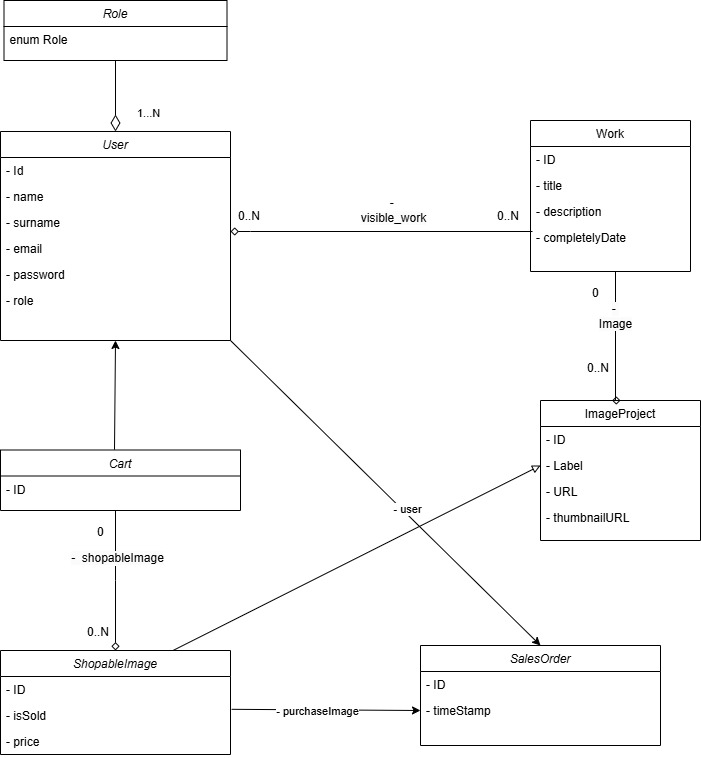 Role
enum Role
1...N
User
- Id
- name
- surname
- email
- password
- role
0..N
-
visible_work
0..N
Work
- ID
- title
- description
- completelyDate
0
-
Image
0..N
ImageProject
- ID
- Label
- URL
- thumbnailURL
Cart
- ID
- user
0
- shopableImage
0..N
ShopableImage
- ID
- isSold
- price
- purchaseImage
SalesOrder
- ID
- timeStamp